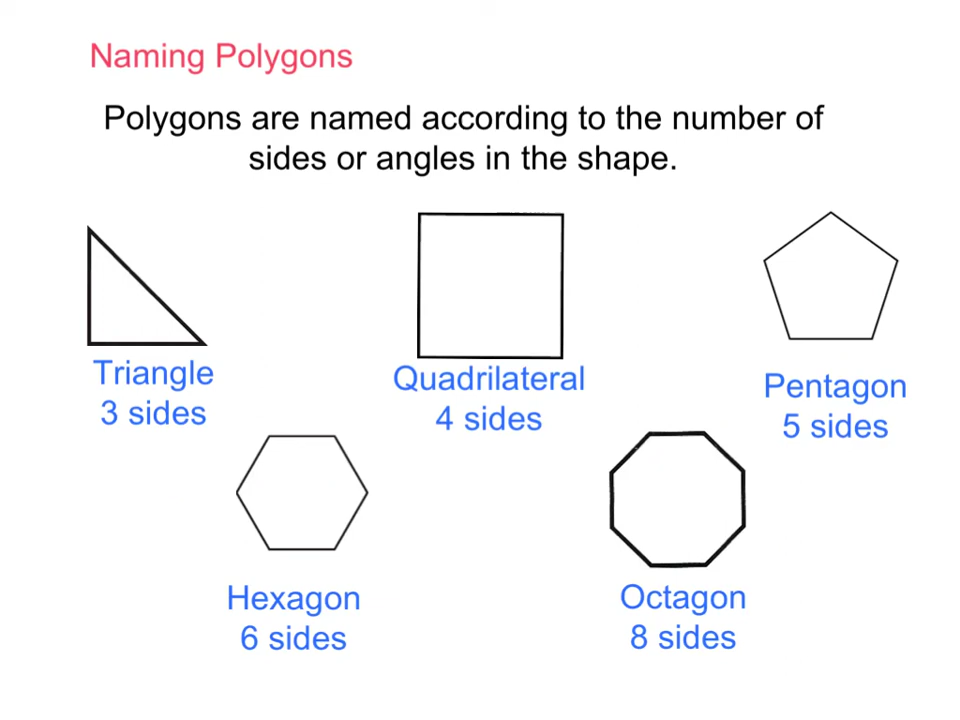 Naming Polygons
Polygons are named according to the number of
sides or angles in the shape.
Triangle
3 sides
Quadrilateral
4 sides
Pentagon
5 sides
Hexagon
6 sides
Octagon
8 sides